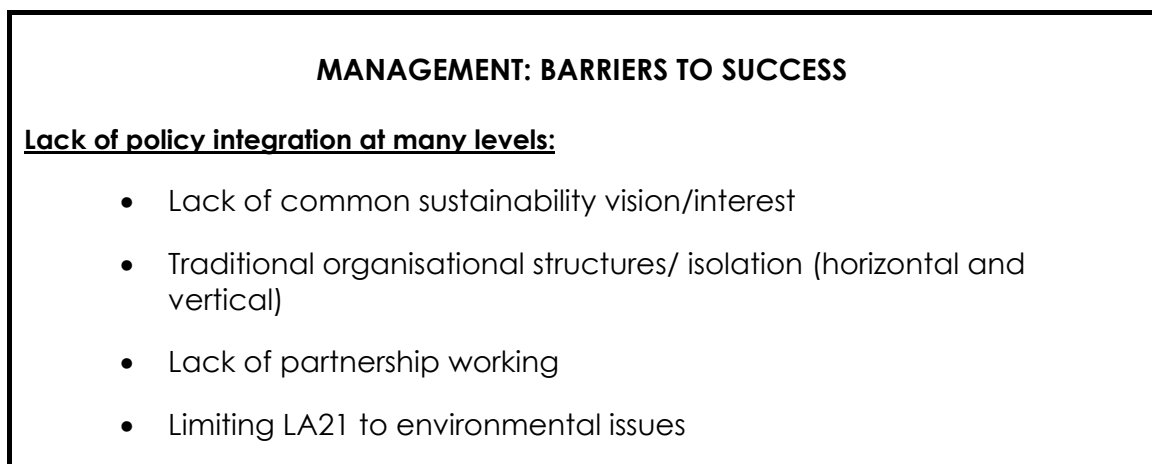 MANAGEMENT: BARRIERS TO SUCCESS
Lack of policy integration at many levels:
• Lack of common sustainability vision/interest
• Traditional organisational structures/ isolation (horizontal and
vertical)
• Lack of partnership working
• Limiting LA21 to environmental issues